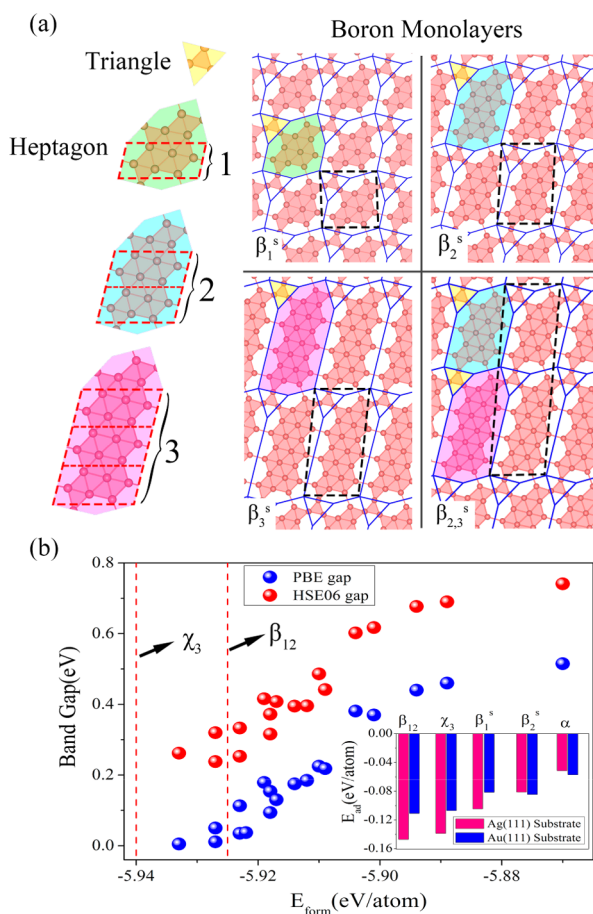 (a)
Boron Monolayers
Triangle
Heptagon
1
2
3
β₁ˢ
β₂ˢ
β₃ˢ
β₂,₃ˢ
(b)
PBE gap
HSE06 gap
χ₃
β₁₂
Band Gap(eV)
0.8
0.6
0.4
0.2
0.0
-5.94
-5.92
-5.90
-5.88
E_form(eV/atom)
β₁₂ χ₃ β₁ˢ β₂ˢ α
E_ad(eV/atom)
0.00
-0.04
-0.08
-0.12
-0.16
Ag(111) Substrate
Au(111) Substrate